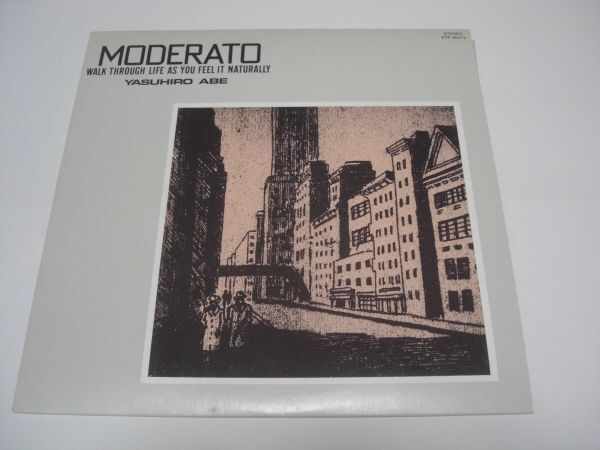 MODERATO
WALK THROUGH LIFE AS YOU FEEL IT NATURALLY
YASUHIRO ABE
STEREO